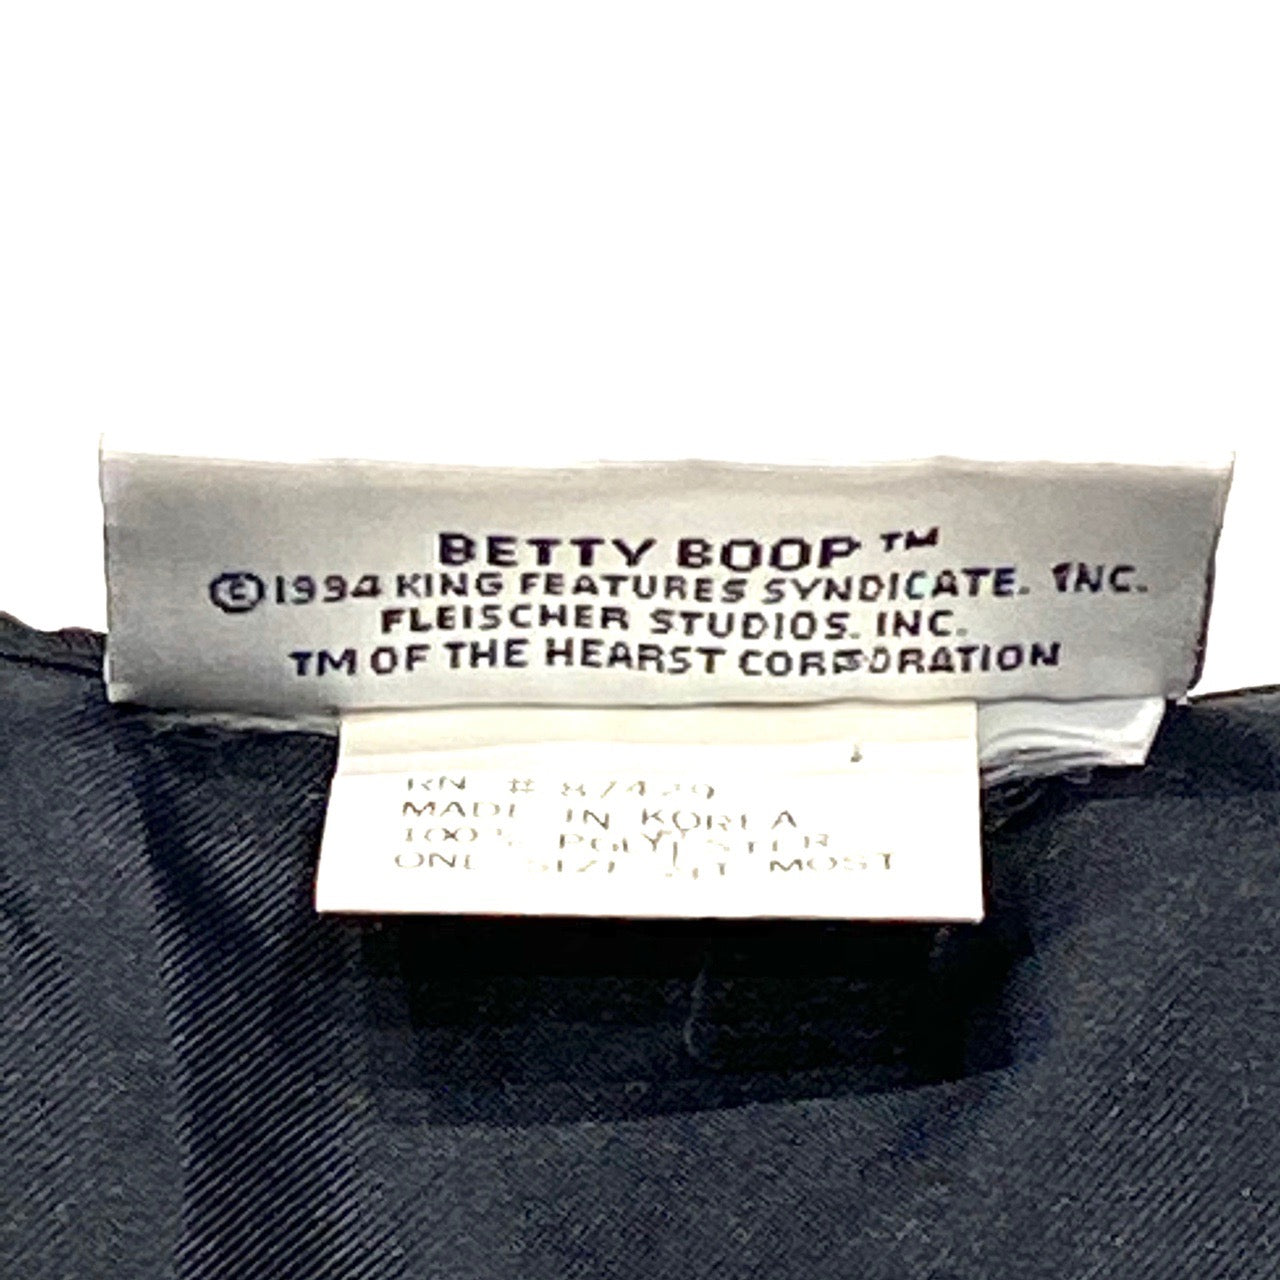 BETTY BOOP ™
©1994 KING FEATURES SYNDICATE. INC.
FLEISCHER STUDIOS. INC.
TM OF THE HEARST CORPORATION
RN # 87429
MADE IN KOREA
100% POLYESTER
ONE SIZE FIT MOST